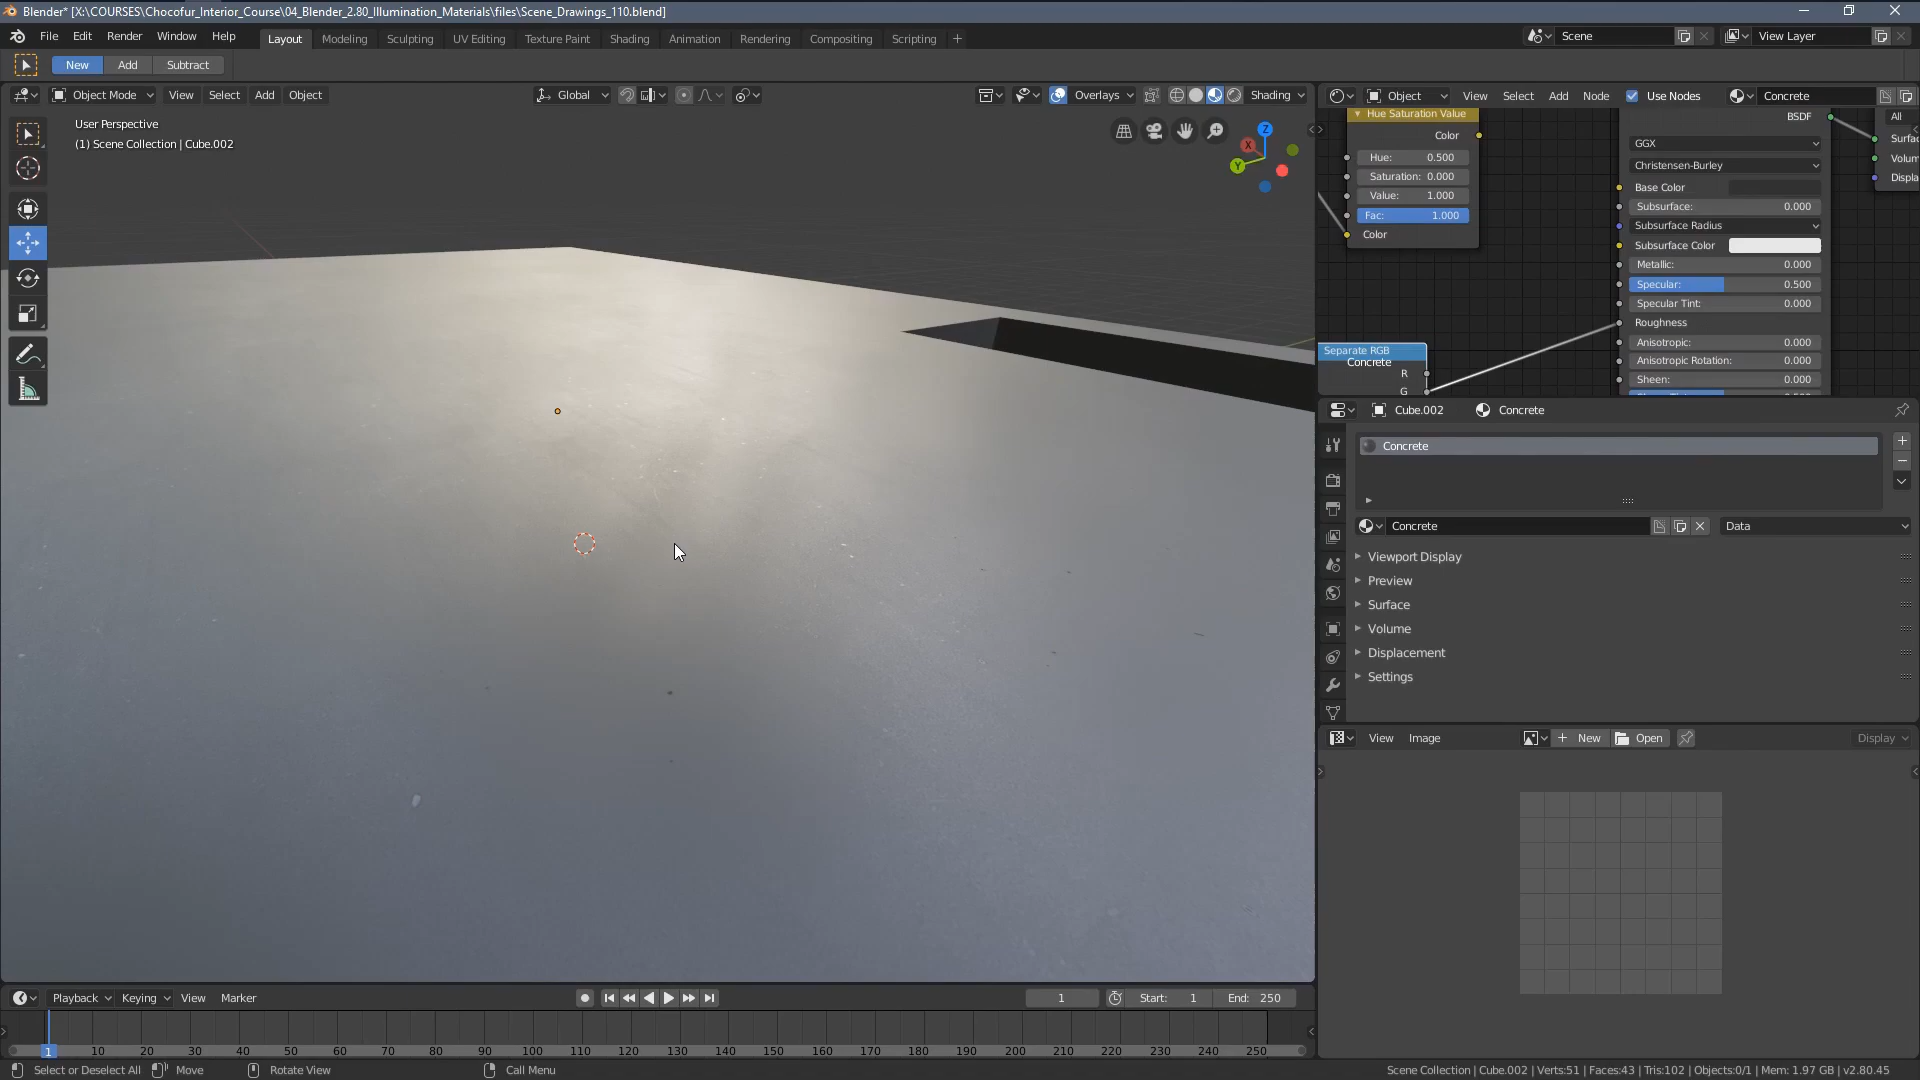 Blender* [X:\COURSES\Chocofur_Interior_Course\04_Blender_2.80_Illumination_Materials\files\Scene_Drawings_110.blend]
File Edit Render Window Help Layout Modeling Sculpting UV Editing Texture Paint Shading Animation Rendering Compositing Scripting + Scene View Layer
New Add Subtract
Object Mode View Select Add Object Global Overlays Shading
Object View Select Add Node Use Nodes Concrete
User Perspective
(1) Scene Collection | Cube.002
Z
X
Y
Hue Saturation Value
Color
Hue: 0.500
Saturation: 0.000
Value: 1.000
Fac: 1.000
Color
BSDF
GGX
Christensen-Burley
Base Color
Subsurface: 0.000
Subsurface Radius
Subsurface Color
Metallic: 0.000
Specular: 0.500
Specular Tint: 0.000
Roughness
Anisotropic: 0.000
Anisotropic Rotation: 0.000
Sheen: 0.000
All
Surfac
Volum
Displa
Separate RGB
Concrete
R
G
Cube.002 Concrete
Concrete
Concrete Data
Viewport Display
Preview
Surface
Volume
Displacement
Settings
View Image New Open Display
Playback Keying View Marker 1 Start: 1 End: 250
1 10 20 30 40 50 60 70 80 90 100 110 120 130 140 150 160 170 180 190 200 210 220 230 240 250
Select or Deselect All Move Rotate View Call Menu Scene Collection | Cube.002 | Verts:51 | Faces:43 | Tris:102 | Objects:0/1 | Mem: 1.97 GB | v2.80.45